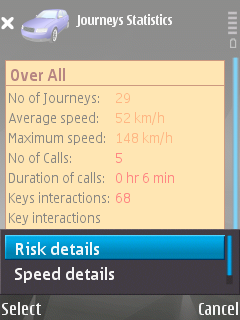 Journeys Statistics
Over All
No of Journeys: 29
Average speed: 52 km/h
Maximum speed: 148 km/h
No of Calls: 5
Duration of calls: 0 hr 6 min
Keys interactions: 68
Key interactions
Risk details
Speed details
Select Cancel